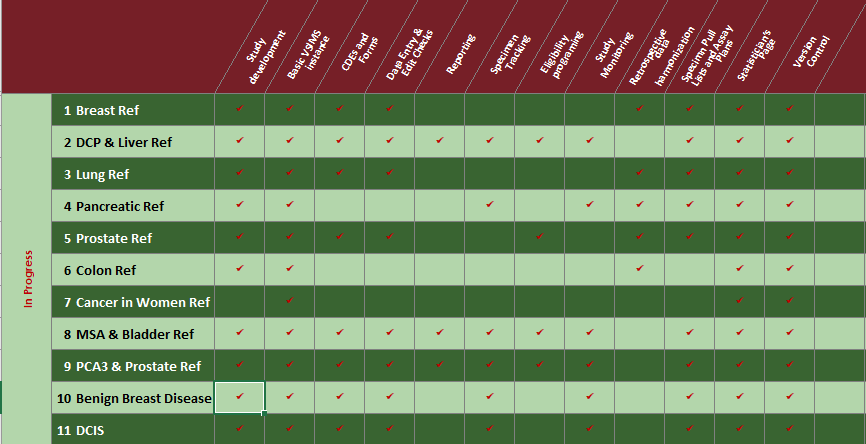 Study
development
Basic VSIMS
instance
CDEs and
Forms
Data Entry &
Edit Checks
Reporting
Specimen
Tracking
Eligibility
programing
Study
Monitoring
Retrospective
data
harmonization
Specimn Pull
Lists and Assay
Plans
Statistician's
Page
Version
Control
In Progress
1 Breast Ref ✔ ✔ ✔ ✔ ✔ ✔ ✔ ✔
2 DCP & Liver Ref ✔ ✔ ✔ ✔ ✔ ✔ ✔ ✔ ✔ ✔ ✔
3 Lung Ref ✔ ✔ ✔ ✔ ✔ ✔ ✔ ✔
4 Pancreatic Ref ✔ ✔ ✔ ✔ ✔ ✔ ✔ ✔
5 Prostate Ref ✔ ✔ ✔ ✔ ✔ ✔ ✔ ✔ ✔
6 Colon Ref ✔ ✔ ✔ ✔ ✔
7 Cancer in Women Ref ✔ ✔ ✔
8 MSA & Bladder Ref ✔ ✔ ✔ ✔ ✔ ✔ ✔ ✔ ✔ ✔ ✔
9 PCA3 & Prostate Ref ✔ ✔ ✔ ✔ ✔ ✔ ✔ ✔ ✔ ✔ ✔
10 Benign Breast Disease ✔ ✔ ✔ ✔ ✔ ✔ ✔ ✔ ✔
11 DCIS ✔ ✔ ✔ ✔ ✔ ✔ ✔ ✔ ✔